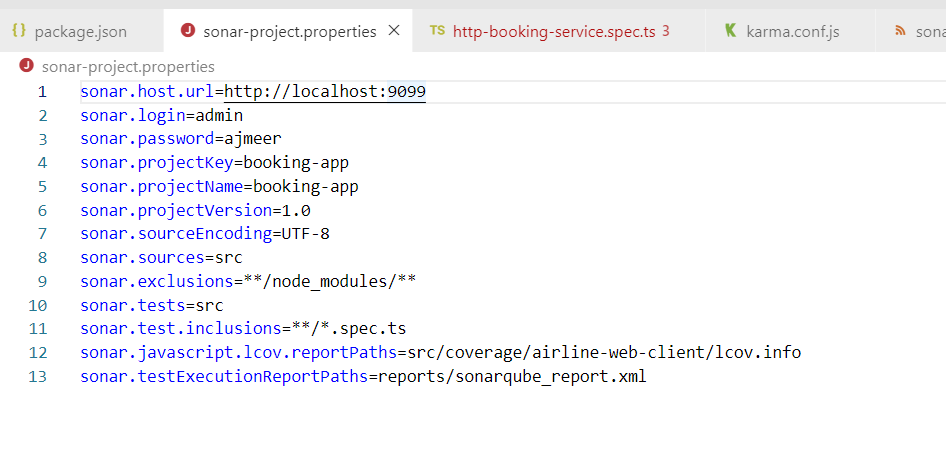 {} package.json
J sonar-project.properties
TS http-booking-service.spec.ts 3
K karma.conf.js
sona
J sonar-project.properties
1 sonar.host.url=http://localhost:9099
2 sonar.login=admin
3 sonar.password=ajmeer
4 sonar.projectKey=booking-app
5 sonar.projectName=booking-app
6 sonar.projectVersion=1.0
7 sonar.sourceEncoding=UTF-8
8 sonar.sources=src
9 sonar.exclusions=**/node_modules/**
10 sonar.tests=src
11 sonar.test.inclusions=**/*.spec.ts
12 sonar.javascript.lcov.reportPaths=src/coverage/airline-web-client/lcov.info
13 sonar.testExecutionReportPaths=reports/sonarqube_report.xml